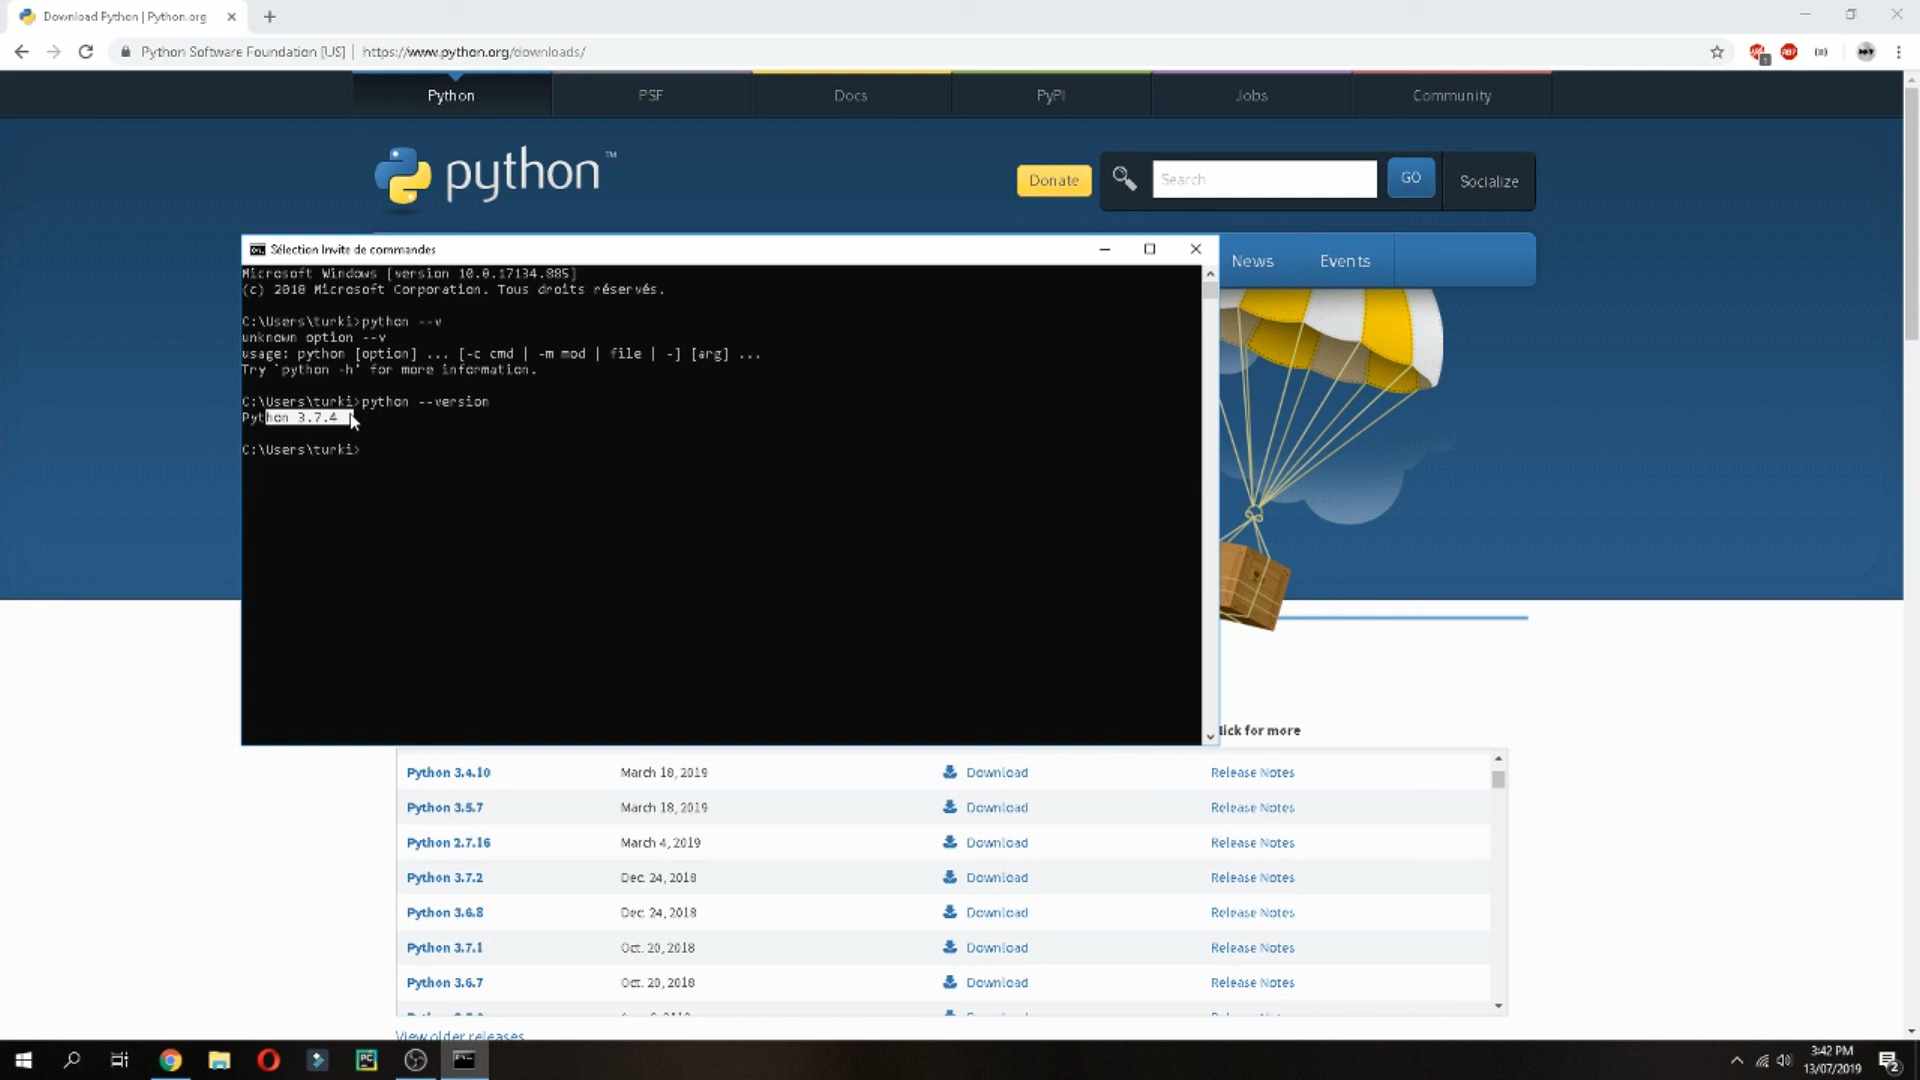 Download Python | Python.org
Python Software Foundation [US] | https://www.python.org/downloads/
Python PSF Docs PyPI Jobs Community
python™
Donate Search GO Socialize
Sélection Invite de commandes
News Events
Microsoft Windows [version 10.0.17134.885]
(c) 2018 Microsoft Corporation. Tous droits réservés.
C:\Users\turki>python --v
unknown option --v
usage: python [option] ... [-c cmd | -m mod | file | -] [arg] ...
Try `python -h' for more information.
C:\Users\turki>python --version
Python 3.7.4
C:\Users\turki>
lick for more
Python 3.4.10 March 18, 2019 Download Release Notes
Python 3.5.7 March 18, 2019 Download Release Notes
Python 2.7.16 March 4, 2019 Download Release Notes
Python 3.7.2 Dec. 24, 2018 Download Release Notes
Python 3.6.8 Dec. 24, 2018 Download Release Notes
Python 3.7.1 Oct. 20, 2018 Download Release Notes
Python 3.6.7 Oct. 20, 2018 Download Release Notes
View older releases
3:42 PM
13/07/2019
2